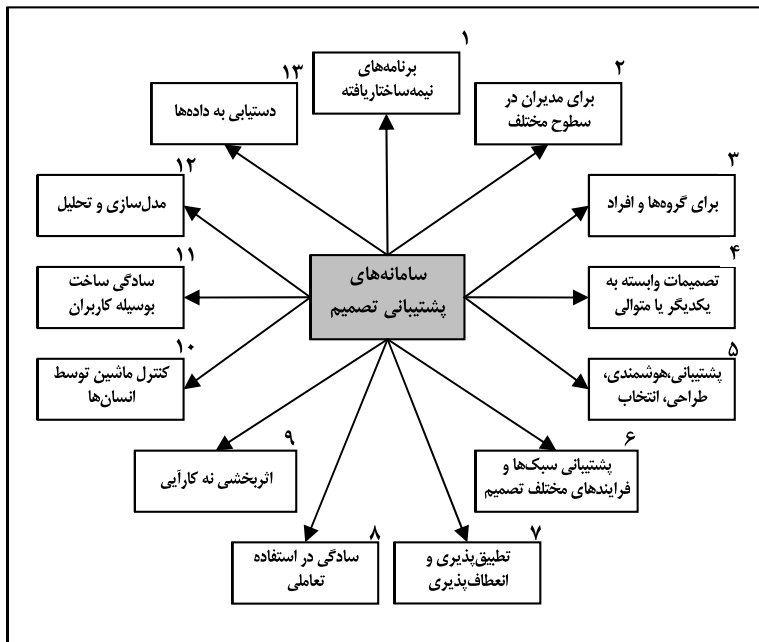 سامانه‌های
پشتیبانی تصمیم
۱
برنامه‌های
نیمه‌ساختاریافته
۲
برای مدیران در
سطوح مختلف
۳
برای گروه‌ها و افراد
۴
تصمیمات وابسته به
یکدیگر یا متوالی
۵
پشتیبانی،هوشمندی،
طراحی، انتخاب
۶
پشتیبانی سبک‌ها و
فرایندهای مختلف تصمیم
۷
تطبیق‌پذیری و
انعطاف‌پذیری
۸
سادگی در استفاده
تعاملی
۹
اثربخشی نه کارآیی
۱۰
کنترل ماشین توسط
انسان‌ها
۱۱
سادگی ساخت
بوسیله کاربران
۱۲
مدل‌سازی و تحلیل
۱۳
دستیابی به داده‌ها